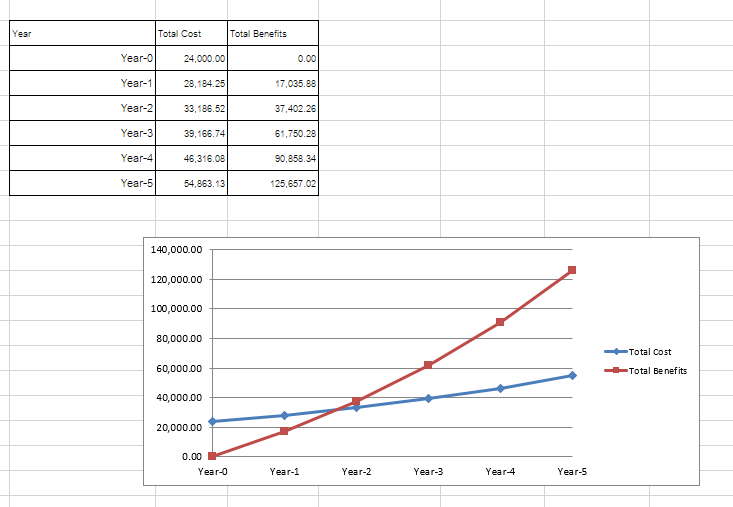 Year Total Cost Total Benefits
Year-0 24,000.00 0.00
Year-1 28,184.25 17,035.88
Year-2 33,186.52 37,402.26
Year-3 39,166.74 61,750.28
Year-4 46,316.08 90,858.34
Year-5 54,863.13 125,657.02
140,000.00
120,000.00
100,000.00
80,000.00
60,000.00
40,000.00
20,000.00
0.00
Year-0 Year-1 Year-2 Year-3 Year-4 Year-5
Total Cost
Total Benefits